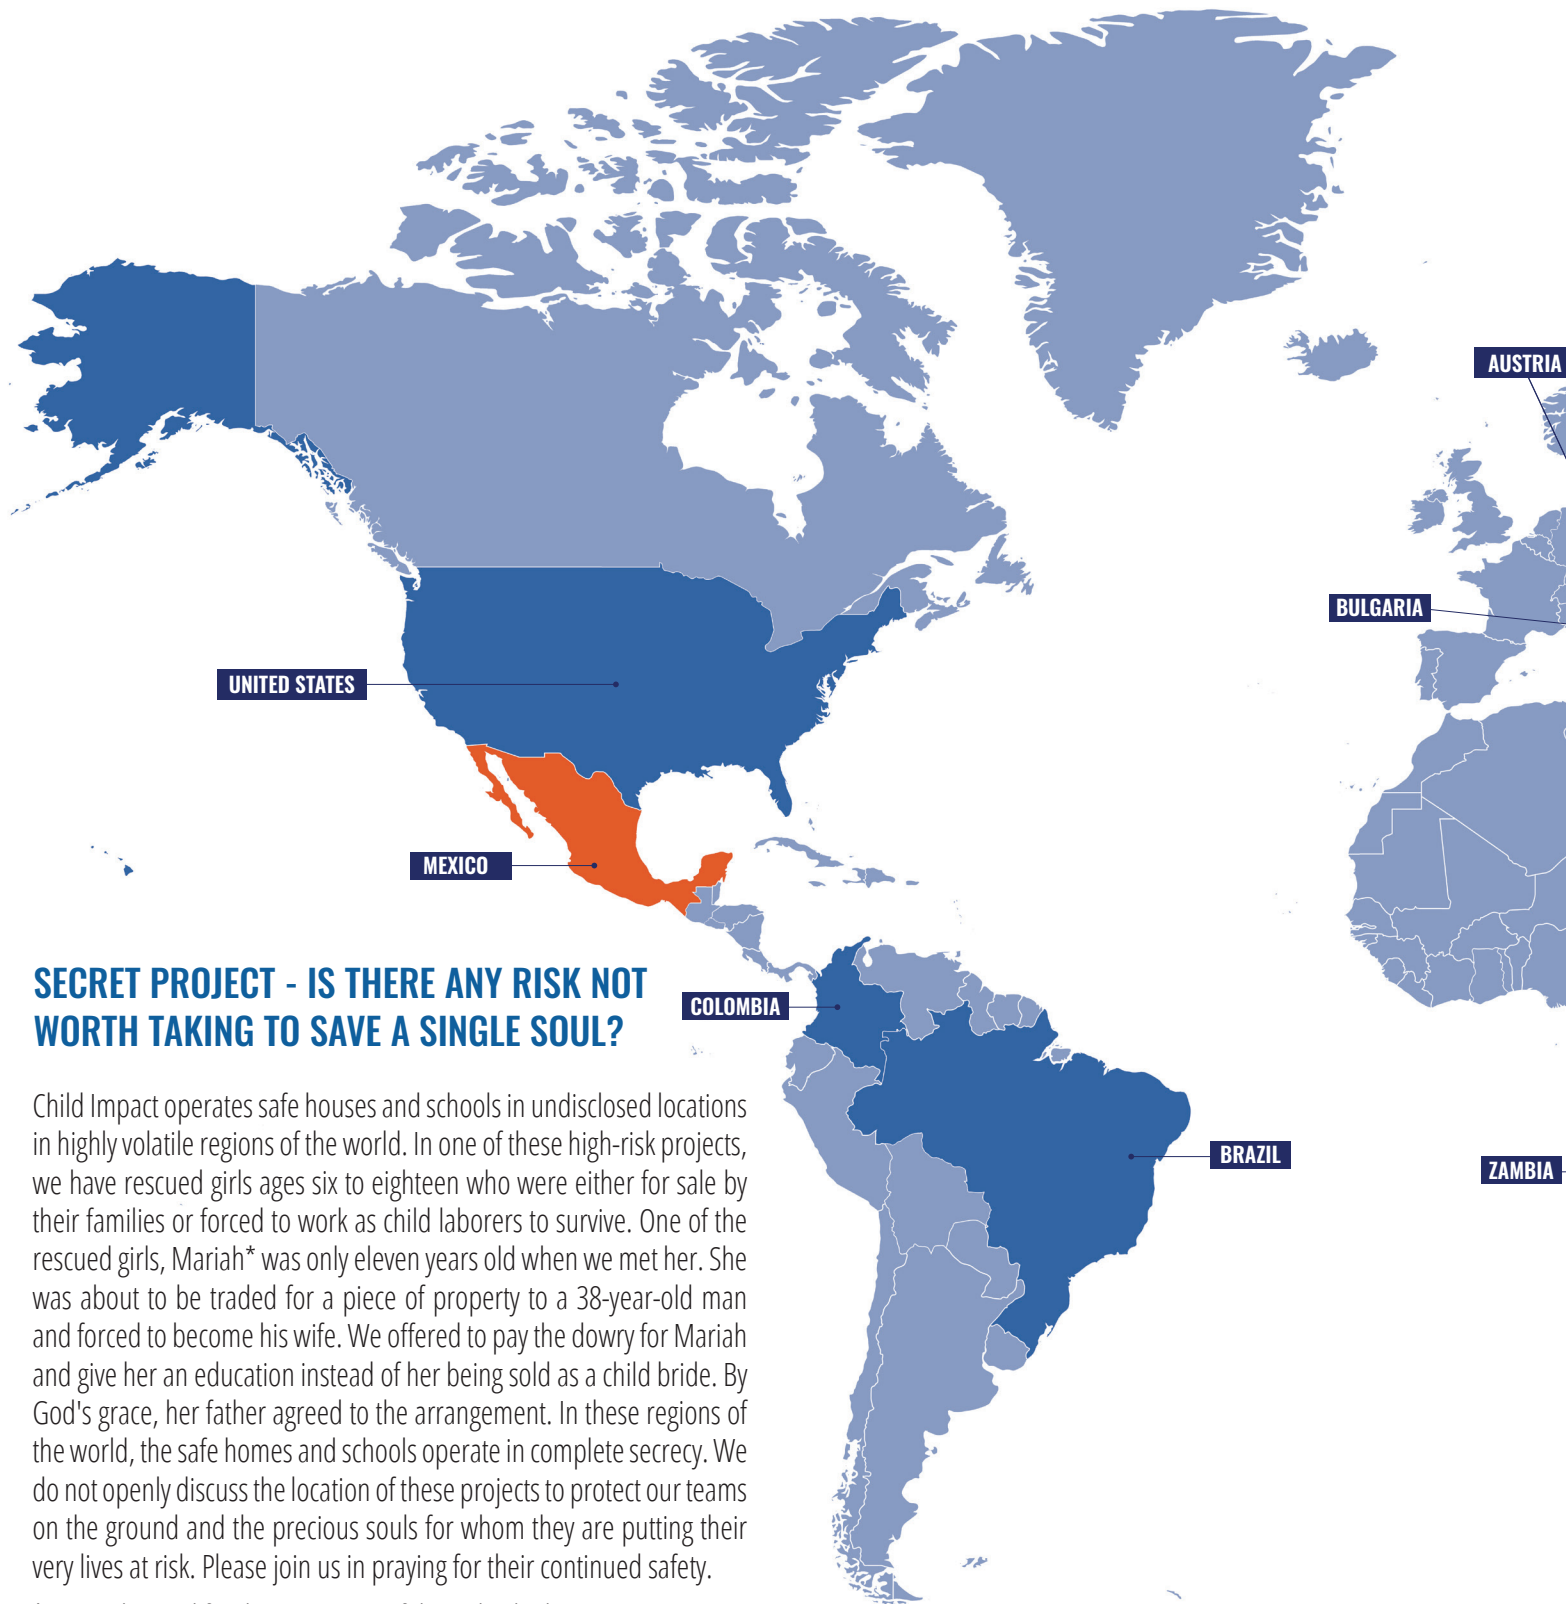 AUSTRIA
BULGARIA
UNITED STATES
MEXICO
SECRET PROJECT - IS THERE ANY RISK NOT
WORTH TAKING TO SAVE A SINGLE SOUL?
COLOMBIA
Child Impact operates safe houses and schools in undisclosed locations
in highly volatile regions of the world. In one of these high-risk projects,
we have rescued girls ages six to eighteen who were either for sale by
their families or forced to work as child laborers to survive. One of the
rescued girls, Mariah* was only eleven years old when we met her. She
was about to be traded for a piece of property to a 38-year-old man
and forced to become his wife. We offered to pay the dowry for Mariah
and give her an education instead of her being sold as a child bride. By
God's grace, her father agreed to the arrangement. In these regions of
the world, the safe homes and schools operate in complete secrecy. We
do not openly discuss the location of these projects to protect our teams
on the ground and the precious souls for whom they are putting their
very lives at risk. Please join us in praying for their continued safety.
BRAZIL
ZAMBIA